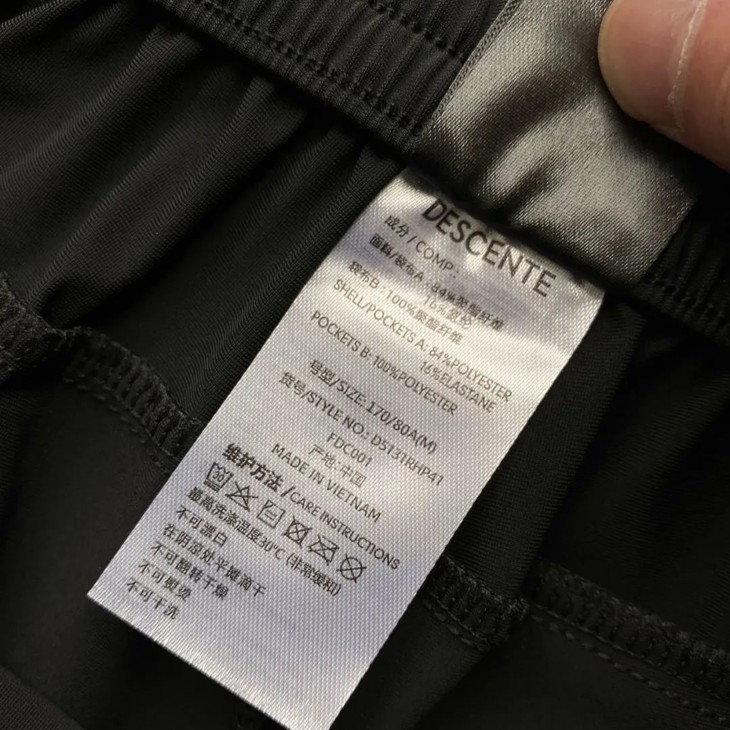 DESCENTE
成分 / COMP:
面料/袋布A: 84%聚酯纤维
16%氨纶
袋布B: 100%聚酯纤维
SHELL/POCKETS A: 84%POLYESTER
16%ELASTANE
POCKETS B: 100%POLYESTER
号型/SIZE: 170/80A(M)
货号/STYLE NO.: D5131RHP41
FDC001
产地: 中国
MADE IN VIETNAM
维护方法 /CARE INSTRUCTIONS
30
最高洗涤温度30℃ (非常缓和)
不可漂白
在阴凉处平摊滴干
不可翻转干燥
不可熨烫
不可干洗